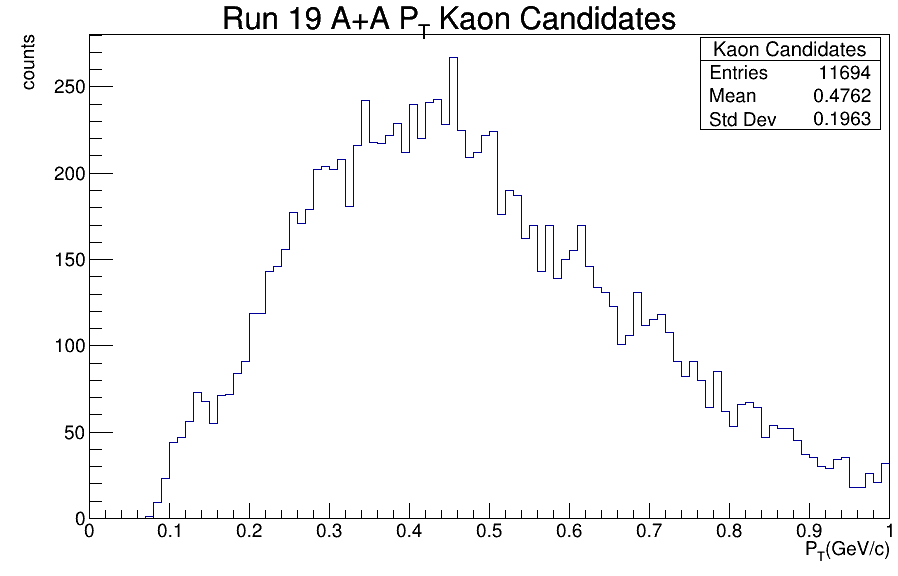 Run 19 A+A P_T Kaon Candidates
counts
Kaon Candidates
Entries 11694
Mean 0.4762
Std Dev 0.1963
250
200
150
100
50
0
0 0.1 0.2 0.3 0.4 0.5 0.6 0.7 0.8 0.9 1
P_T(GeV/c)